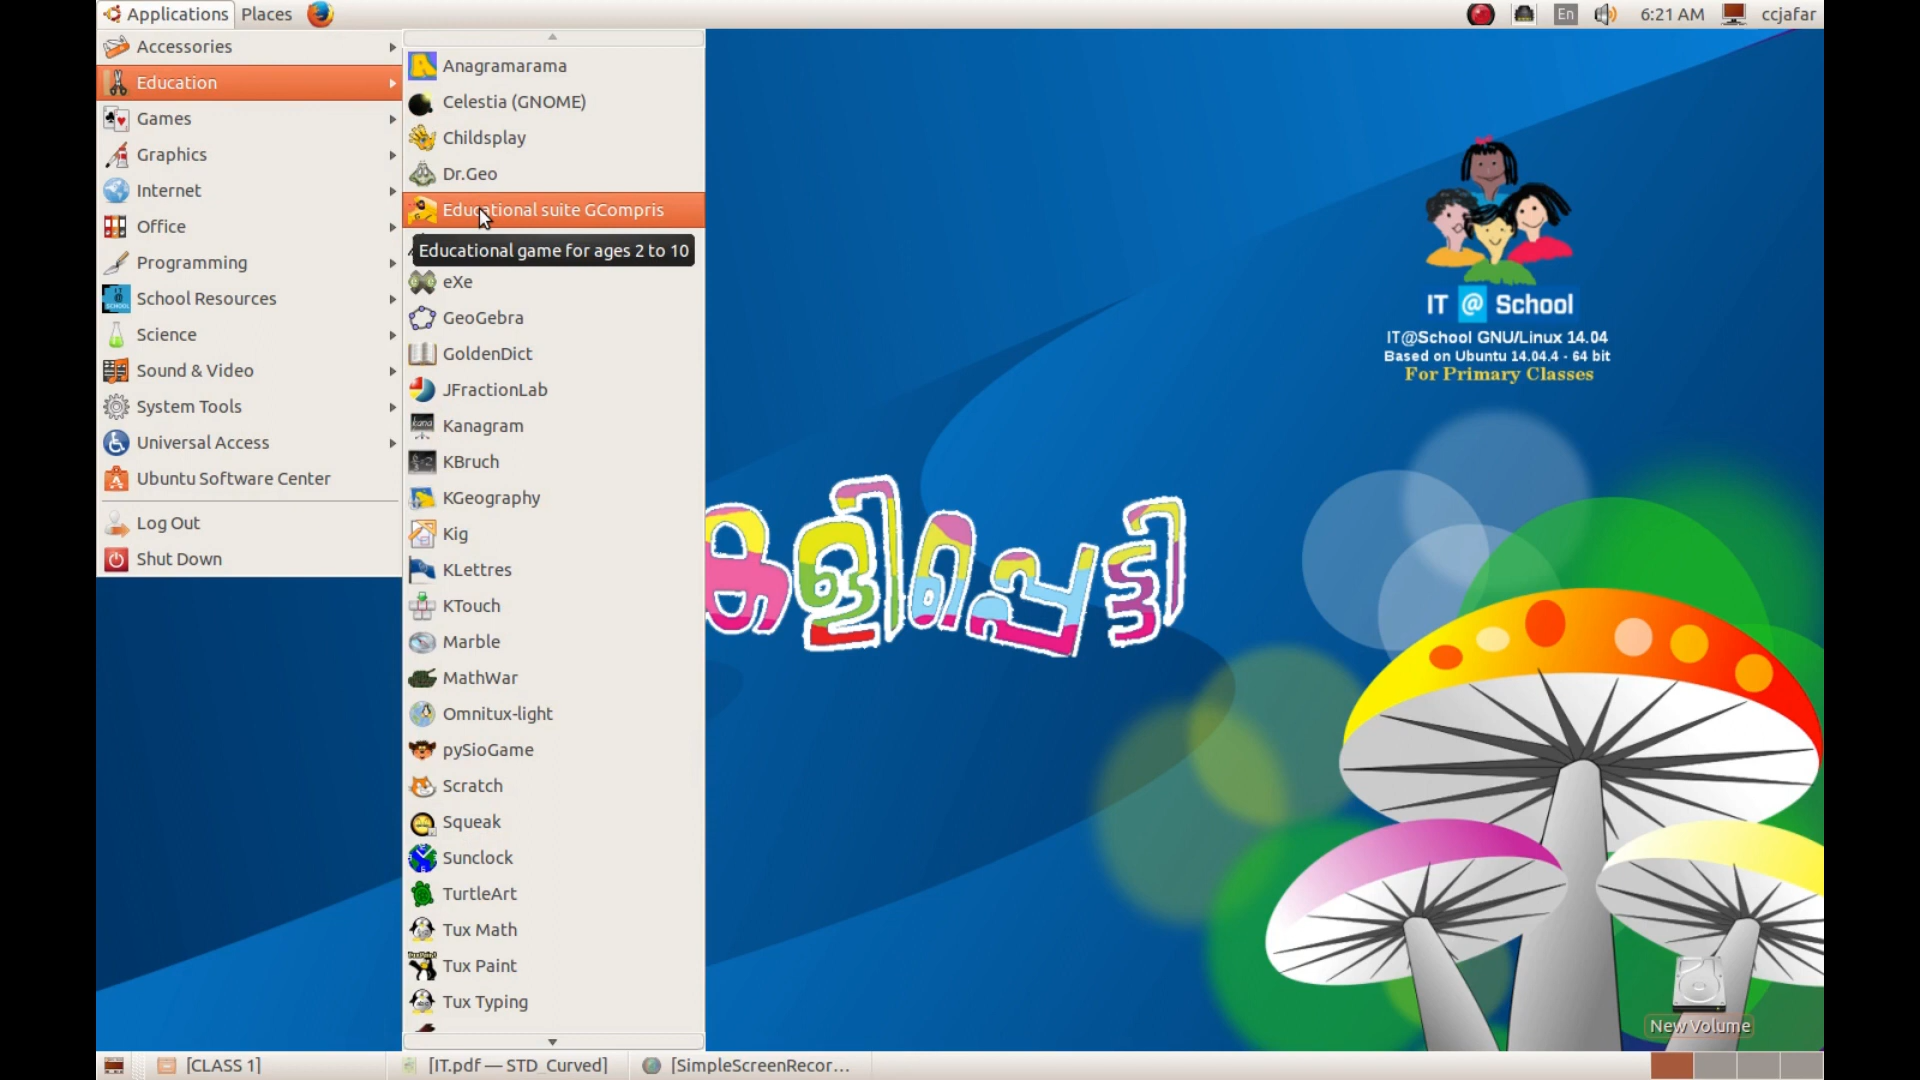 Applications Places
En 6:21 AM ccjafar
Accessories
Education
Games
Graphics
Internet
Office
Programming
School Resources
Science
Sound & Video
System Tools
Universal Access
Ubuntu Software Center
Log Out
Shut Down
Anagramarama
Celestia (GNOME)
Childsplay
Dr.Geo
Educational suite GCompris
Educational game for ages 2 to 10
eXe
GeoGebra
GoldenDict
JFractionLab
Kanagram
KBruch
KGeography
Kig
KLettres
KTouch
Marble
MathWar
Omnitux-light
pySioGame
Scratch
Squeak
Sunclock
TurtleArt
Tux Math
Tux Paint
Tux Typing
IT @ School
IT@School GNU/Linux 14.04
Based on Ubuntu 14.04.4 - 64 bit
For Primary Classes
കളിപ്പെട്ടി
New Volume
[CLASS 1] [IT.pdf — STD_Curved] [SimpleScreenRecor...